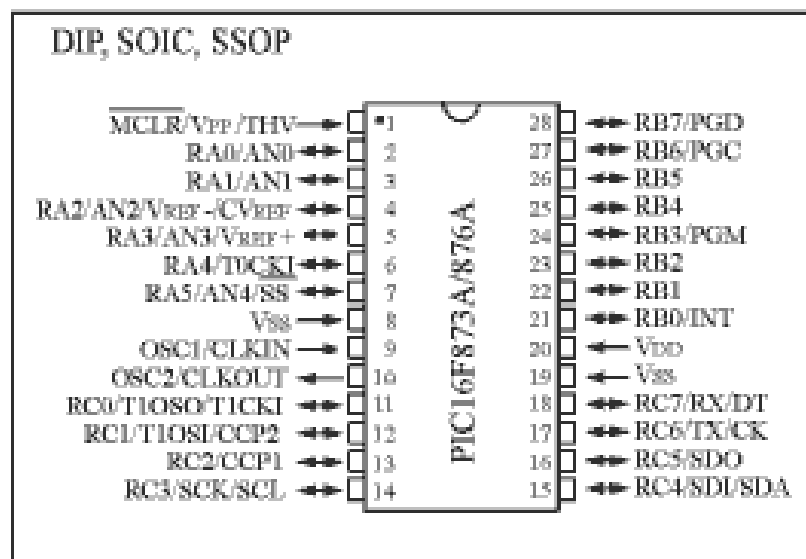 DIP, SOIC, SSOP
MCLR/VPP/THV 1 28 RB7/PGD
RA0/AN0 2 27 RB6/PGC
RA1/AN1 3 26 RB5
RA2/AN2/VREF-/CVREF 4 25 RB4
RA3/AN3/VREF+ 5 24 RB3/PGM
RA4/T0CKI 6 23 RB2
RA5/AN4/SS 7 22 RB1
VSS 8 21 RB0/INT
OSC1/CLKIN 9 20 VDD
OSC2/CLKOUT 10 19 VSS
RC0/T1OSO/T1CKI 11 18 RC7/RX/DT
RC1/T1OSI/CCP2 12 17 RC6/TX/CK
RC2/CCP1 13 16 RC5/SDO
RC3/SCK/SCL 14 15 RC4/SDI/SDA
PIC16F873A/876A